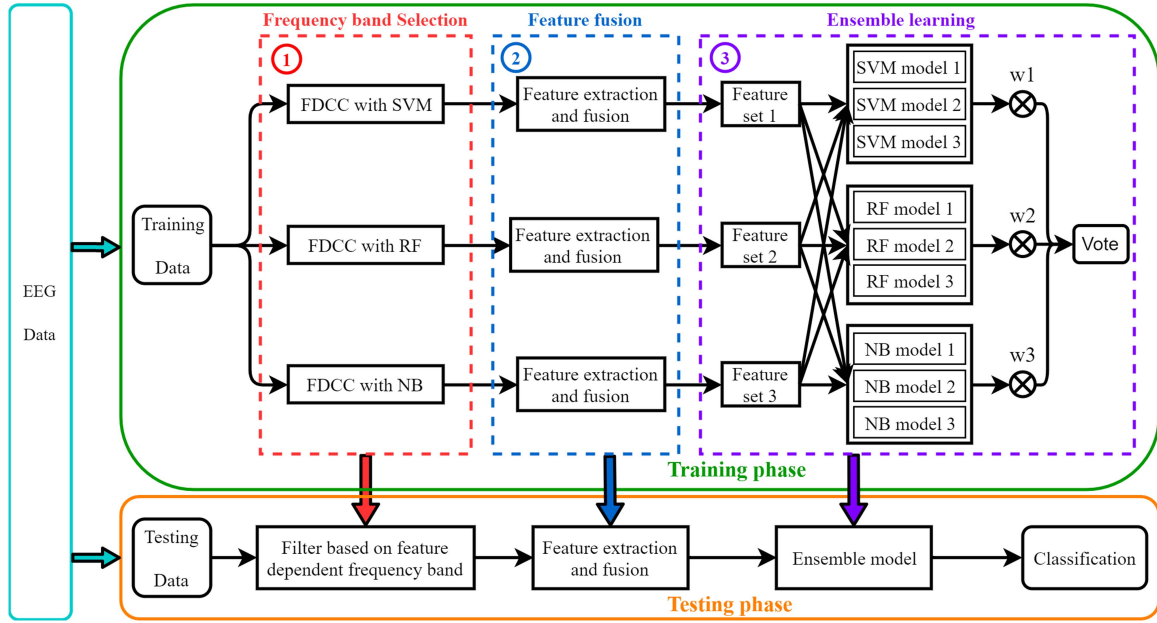 Frequency band Selection
Feature fusion
Ensemble learning
1
2
3
FDCC with SVM
Feature extraction
and fusion
Feature
set 1
SVM model 1
SVM model 2
SVM model 3
w1
Training
Data
FDCC with RF
Feature extraction
and fusion
Feature
set 2
RF model 1
RF model 2
RF model 3
w2
Vote
EEG
Data
FDCC with NB
Feature extraction
and fusion
Feature
set 3
NB model 1
NB model 2
NB model 3
w3
Training phase
Testing
Data
Filter based on feature
dependent frequency band
Feature extraction
and fusion
Ensemble model
Classification
Testing phase